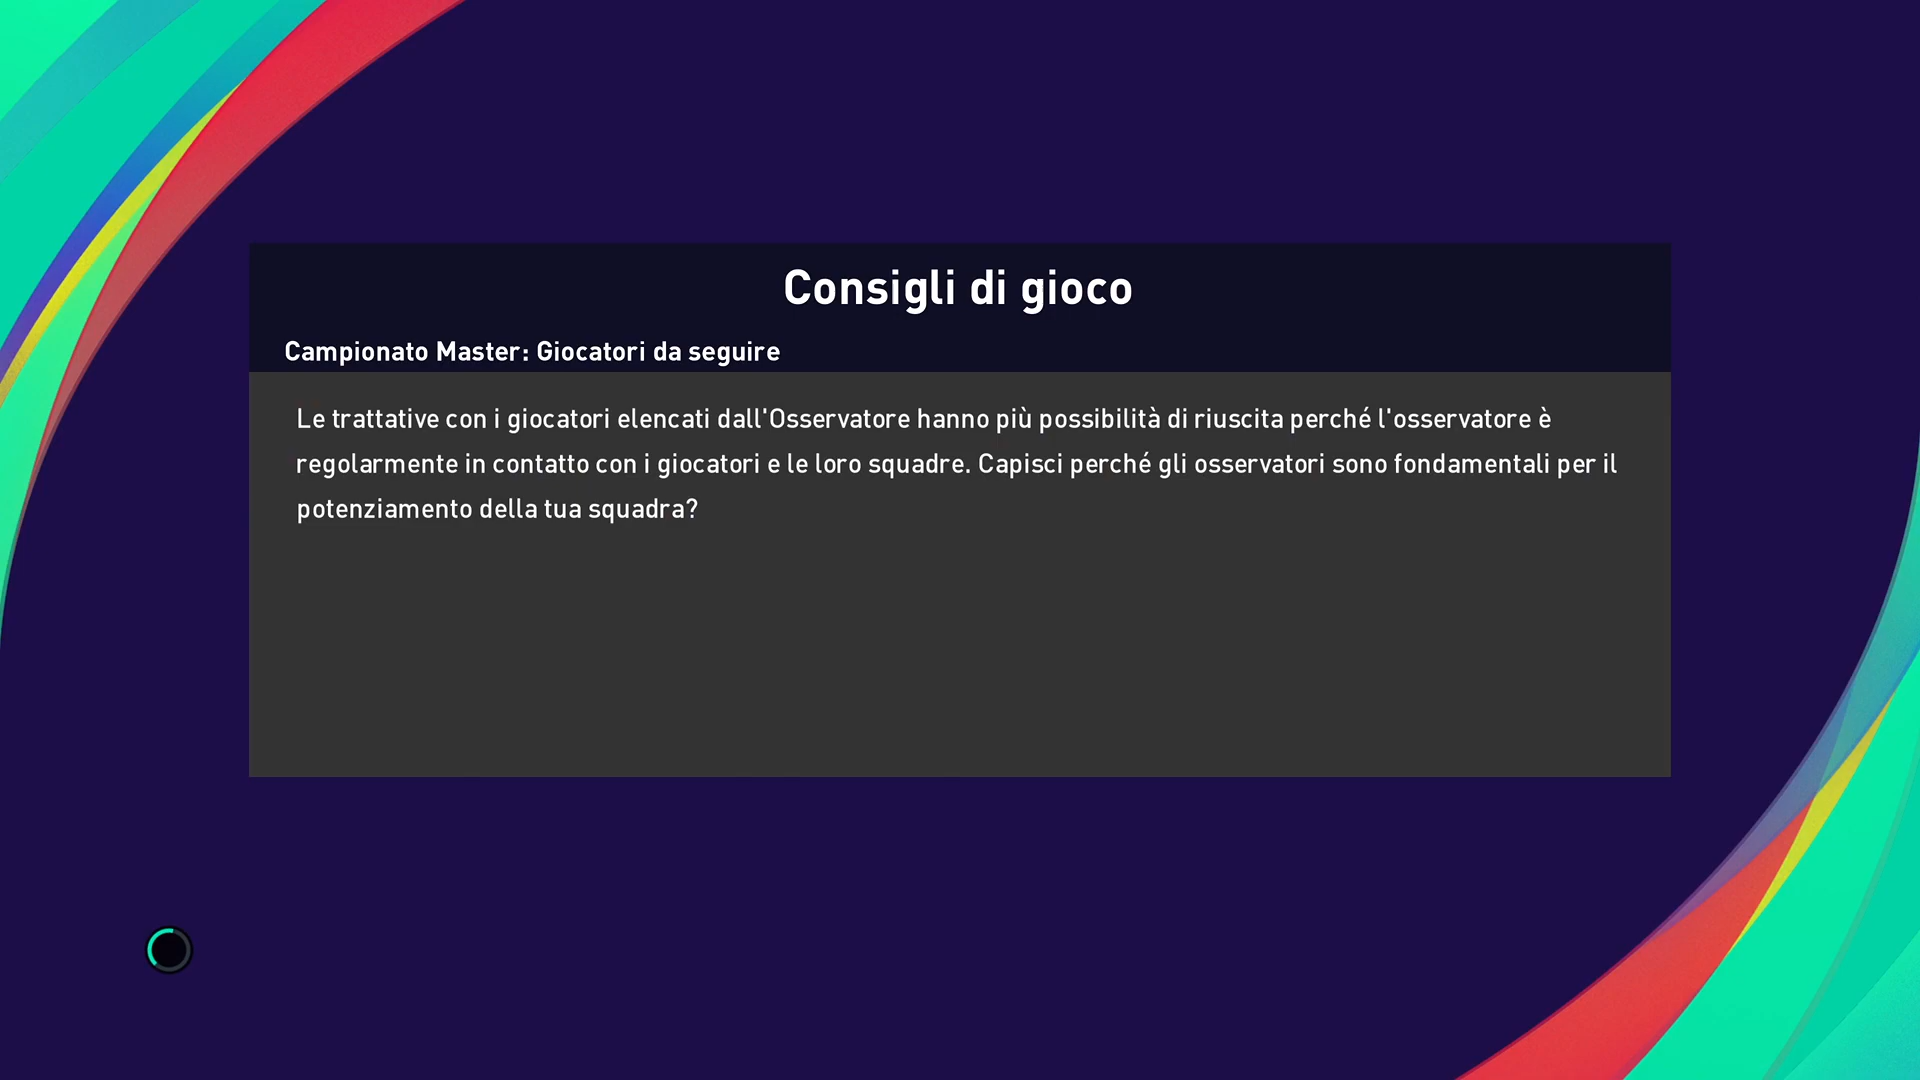 Consigli di gioco
Campionato Master: Giocatori da seguire
Le trattative con i giocatori elencati dall'Osservatore hanno più possibilità di riuscita perché l'osservatore è
regolarmente in contatto con i giocatori e le loro squadre. Capisci perché gli osservatori sono fondamentali per il
potenziamento della tua squadra?